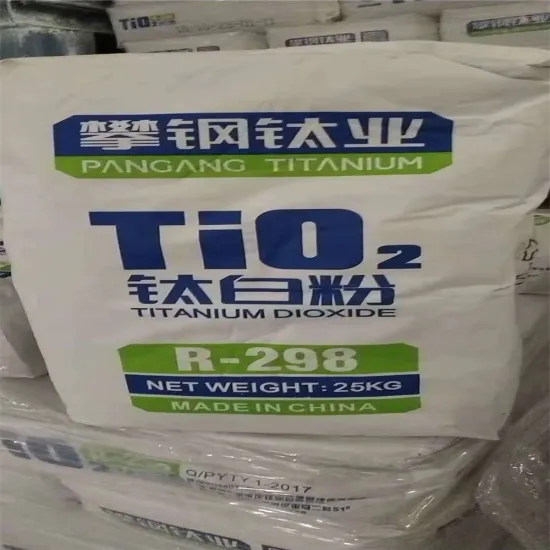 TiO
攀钢钛业
PANGANG TITANIUM
TiO₂
钛白粉
TITANIUM DIOXIDE
R-298
NET WEIGHT: 25KG
MADE IN CHINA
Q/PYTY 1-2017